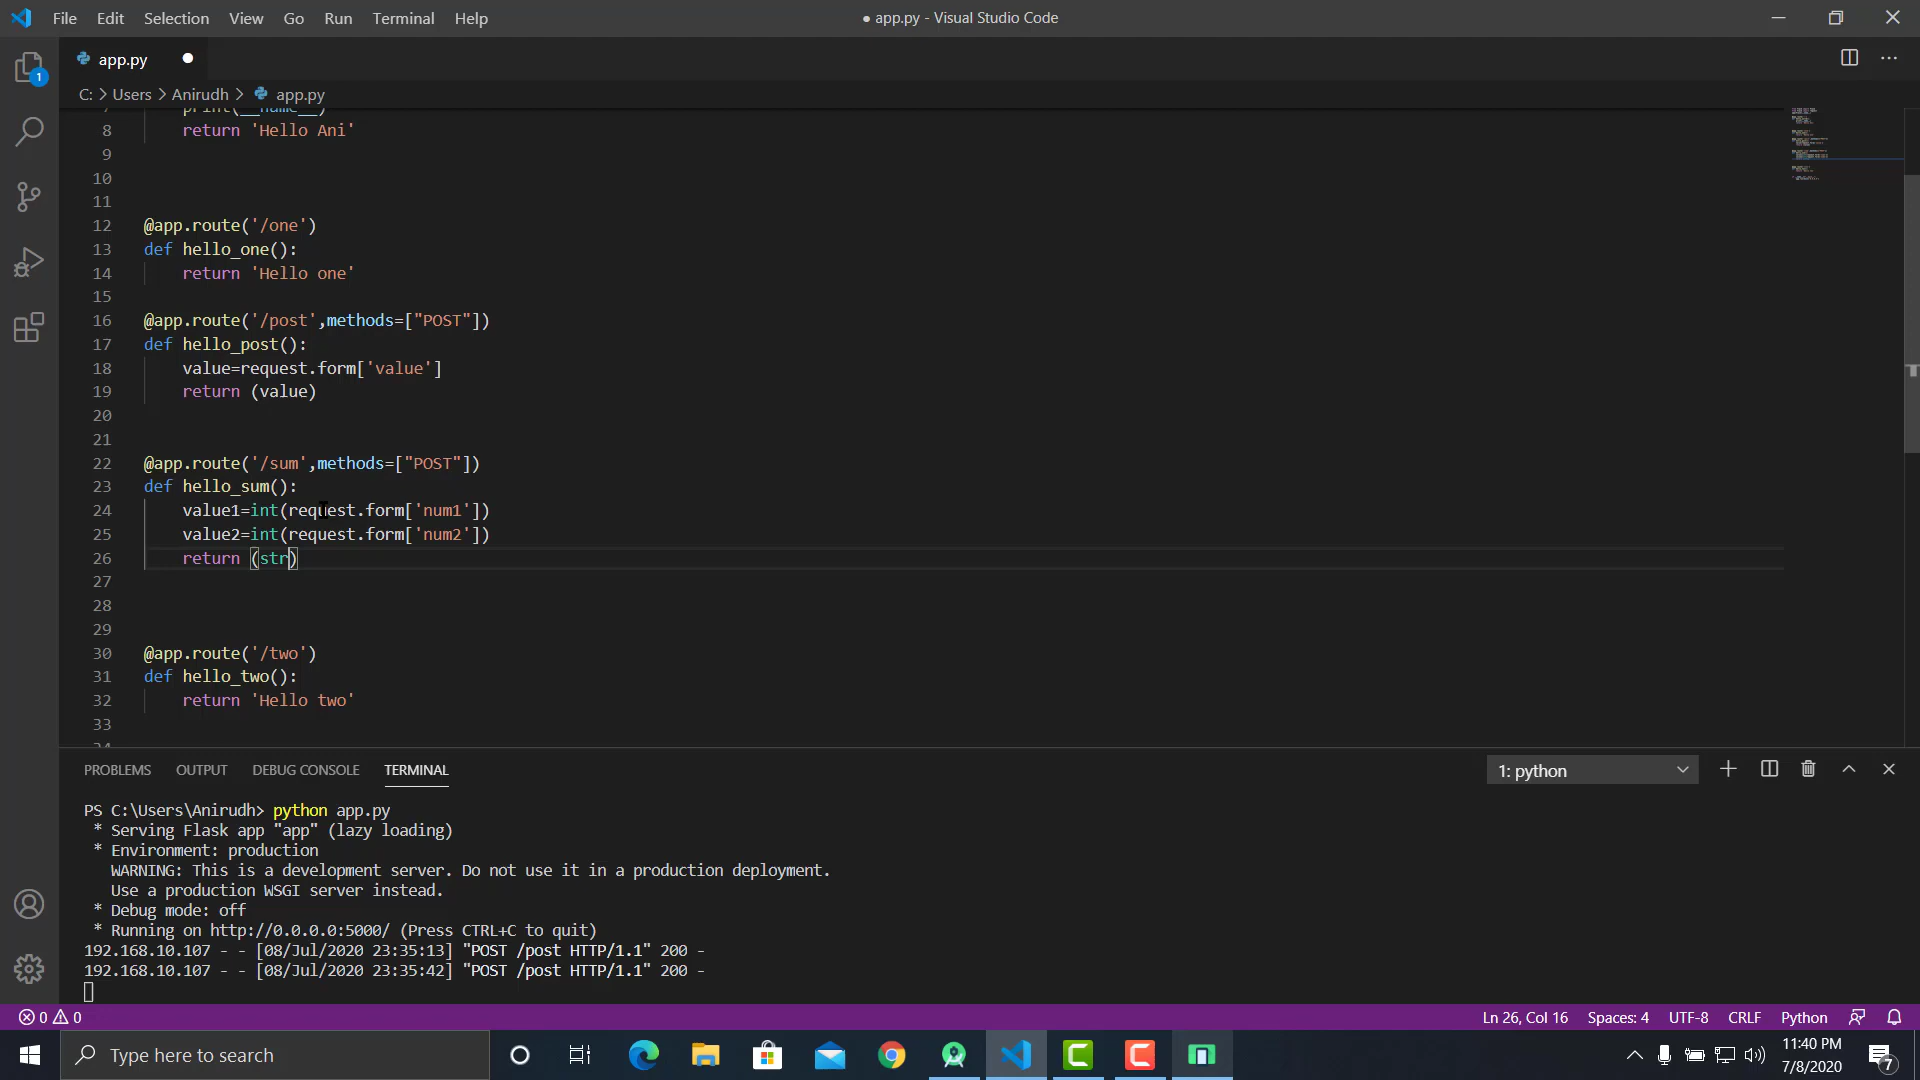 File Edit Selection View Go Run Terminal Help
● app.py - Visual Studio Code
app.py
1
C: > Users > Anirudh > app.py
print(__name__)
8 return 'Hello Ani'
9
10
11
12 @app.route('/one')
13 def hello_one():
14 return 'Hello one'
15
16 @app.route('/post',methods=["POST"])
17 def hello_post():
18 value=request.form['value']
19 return (value)
20
21
22 @app.route('/sum',methods=["POST"])
23 def hello_sum():
24 value1=int(request.form['num1'])
25 value2=int(request.form['num2'])
26 return (str)
27
28
29
30 @app.route('/two')
31 def hello_two():
32 return 'Hello two'
33
PROBLEMS OUTPUT DEBUG CONSOLE TERMINAL
1: python
PS C:\Users\Anirudh> python app.py
* Serving Flask app "app" (lazy loading)
* Environment: production
WARNING: This is a development server. Do not use it in a production deployment.
Use a production WSGI server instead.
* Debug mode: off
* Running on http://0.0.0.0:5000/ (Press CTRL+C to quit)
192.168.10.107 - - [08/Jul/2020 23:35:13] "POST /post HTTP/1.1" 200 -
192.168.10.107 - - [08/Jul/2020 23:35:42] "POST /post HTTP/1.1" 200 -
0 0
Ln 26, Col 16 Spaces: 4 UTF-8 CRLF Python
Type here to search
11:40 PM
7/8/2020
7